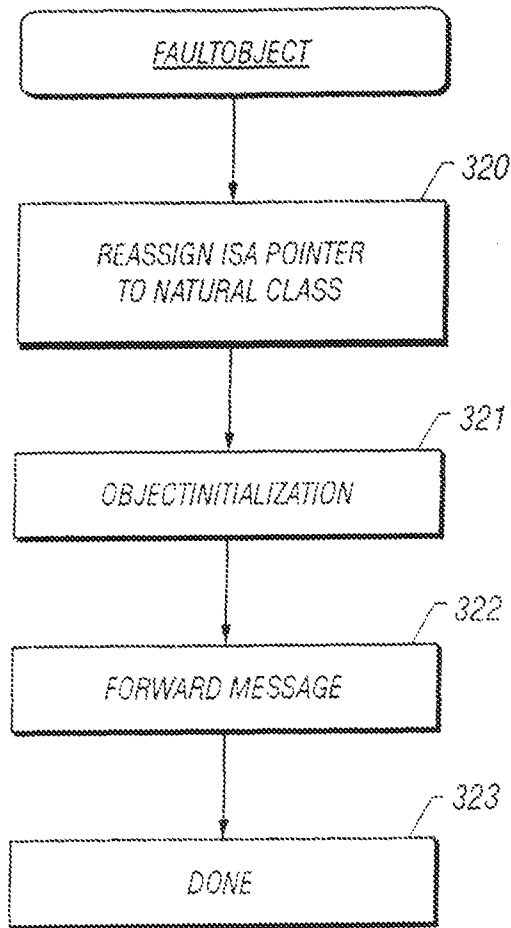 FAULTOBJECT
320
REASSIGN ISA POINTER
TO NATURAL CLASS
321
OBJECTINITIALIZATION
322
FORWARD MESSAGE
323
DONE